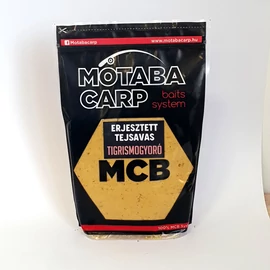 Motabacarp
www.motabacarp.hu
MOTABA
CARP baits
system
ERJESZTETT
TEJSAVAS
TIGRISMOGYORÓ
MCB